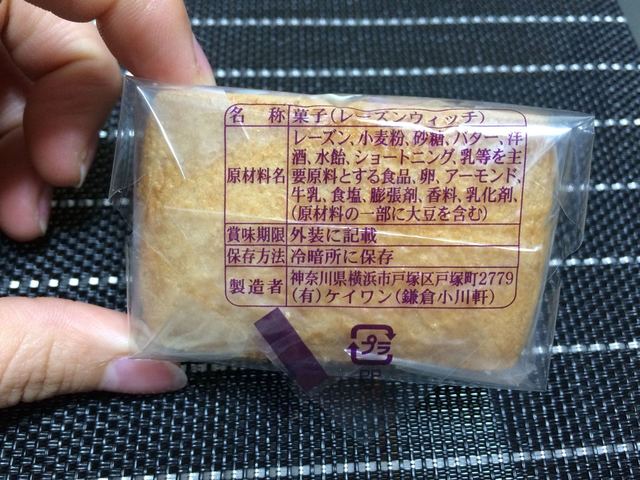 名称 菓子(レーズンウィッチ)
原材料名 レーズン、小麦粉、砂糖、バター、洋
酒、水飴、ショートニング、乳等を主
要原料とする食品、卵、アーモンド、
牛乳、食塩、膨張剤、香料、乳化剤、
(原材料の一部に大豆を含む)
賞味期限 外装に記載
保存方法 冷暗所に保存
製造者 神奈川県横浜市戸塚区戸塚町2779
(有)ケイワン(鎌倉小川軒)
プラ
PP